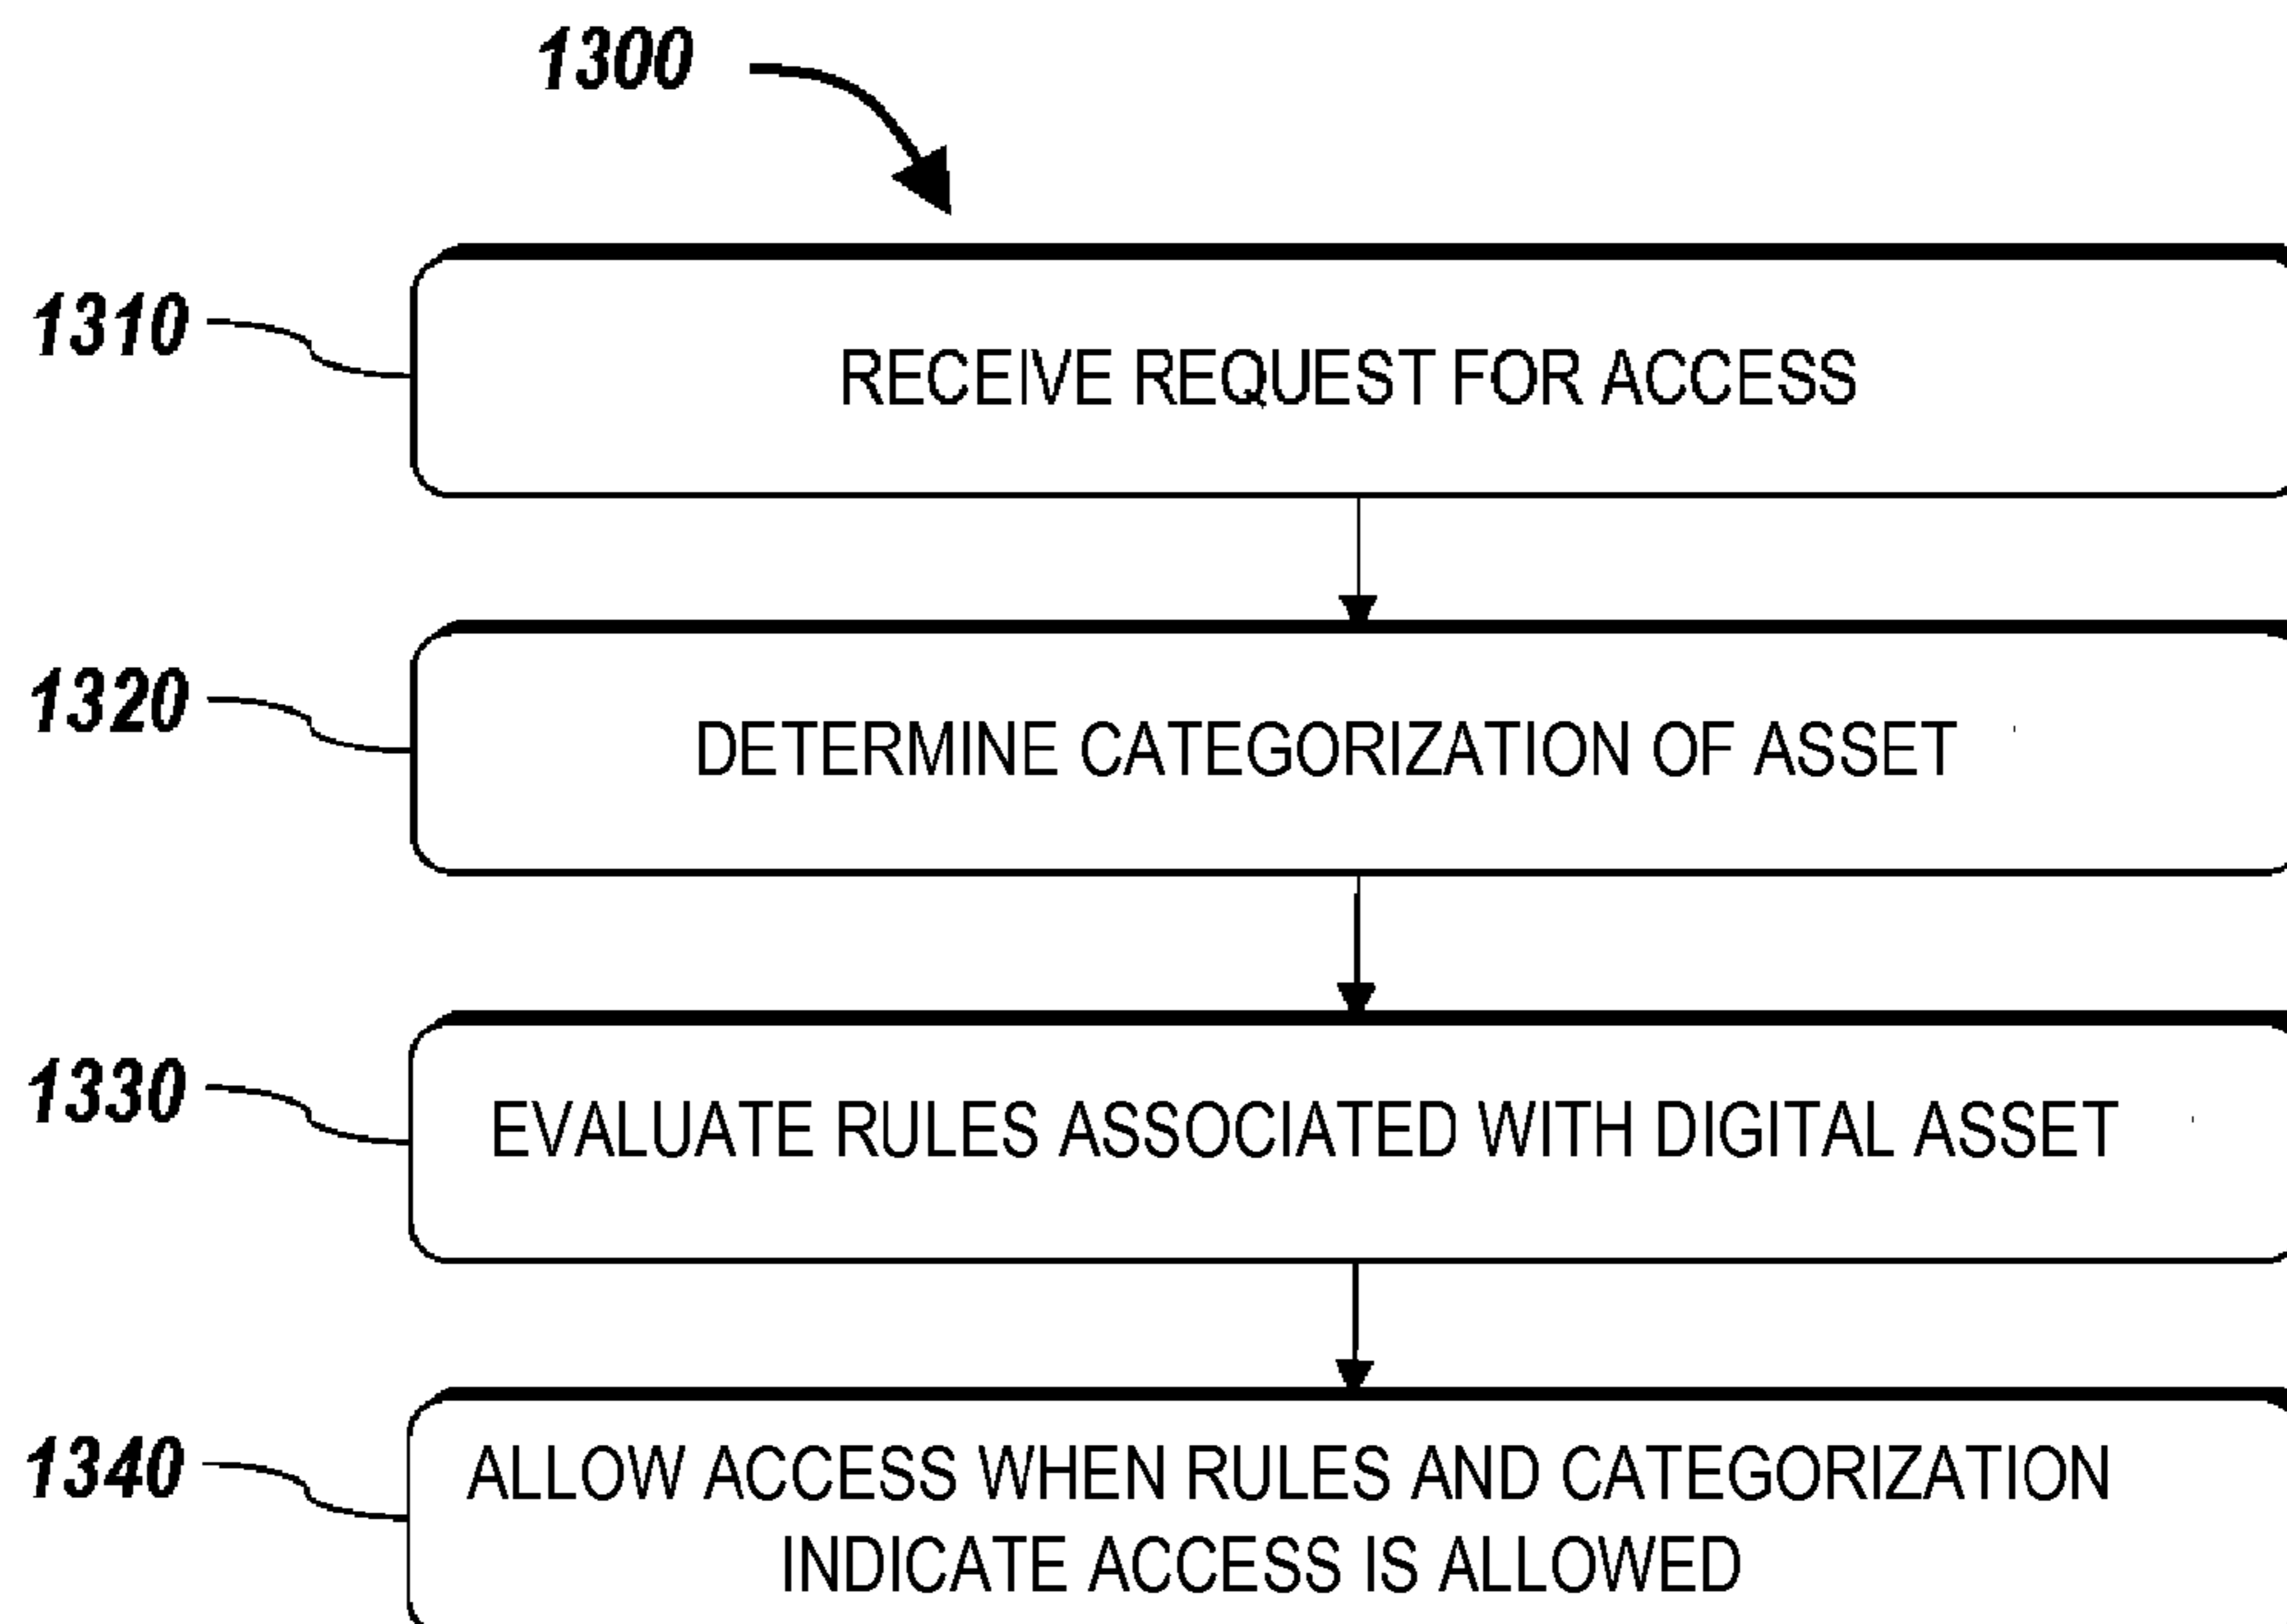 1300
1310
RECEIVE REQUEST FOR ACCESS
1320
DETERMINE CATEGORIZATION OF ASSET
1330
EVALUATE RULES ASSOCIATED WITH DIGITAL ASSET
1340
ALLOW ACCESS WHEN RULES AND CATEGORIZATION
INDICATE ACCESS IS ALLOWED